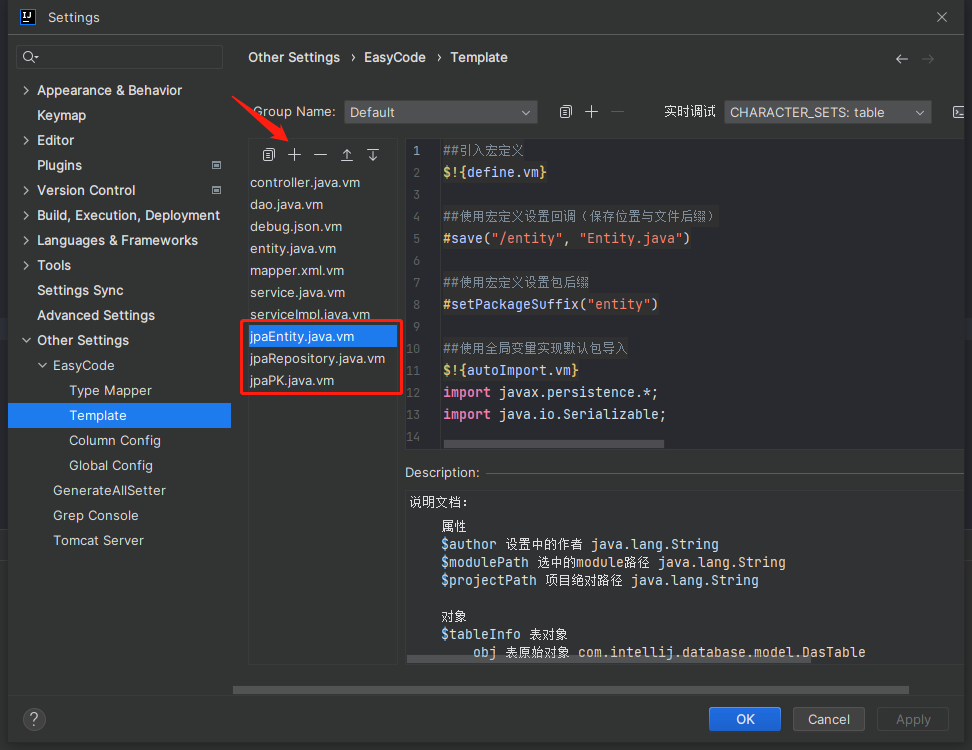 Settings
Other Settings › EasyCode › Template
Appearance & Behavior
Keymap
Editor
Plugins
Version Control
Build, Execution, Deployment
Languages & Frameworks
Tools
Settings Sync
Advanced Settings
Other Settings
EasyCode
Type Mapper
Template
Column Config
Global Config
GenerateAllSetter
Grep Console
Tomcat Server
Group Name: Default
实时调试 CHARACTER_SETS: table
controller.java.vm
dao.java.vm
debug.json.vm
entity.java.vm
mapper.xml.vm
service.java.vm
serviceImpl.java.vm
jpaEntity.java.vm
jpaRepository.java.vm
jpaPK.java.vm
1 ##引入宏定义
2 $!{define.vm}
3
4 ##使用宏定义设置回调（保存位置与文件后缀）
5 #save("/entity", "Entity.java")
6
7 ##使用宏定义设置包后缀
8 #setPackageSuffix("entity")
9
10 ##使用全局变量实现默认包导入
11 $!{autoImport.vm}
12 import javax.persistence.*;
13 import java.io.Serializable;
14
Description:
说明文档：
属性
$author 设置中的作者 java.lang.String
$modulePath 选中的module路径 java.lang.String
$projectPath 项目绝对路径 java.lang.String
对象
$tableInfo 表对象
obj 表原始对象 com.intellij.database.model.DasTable
?
OK
Cancel
Apply